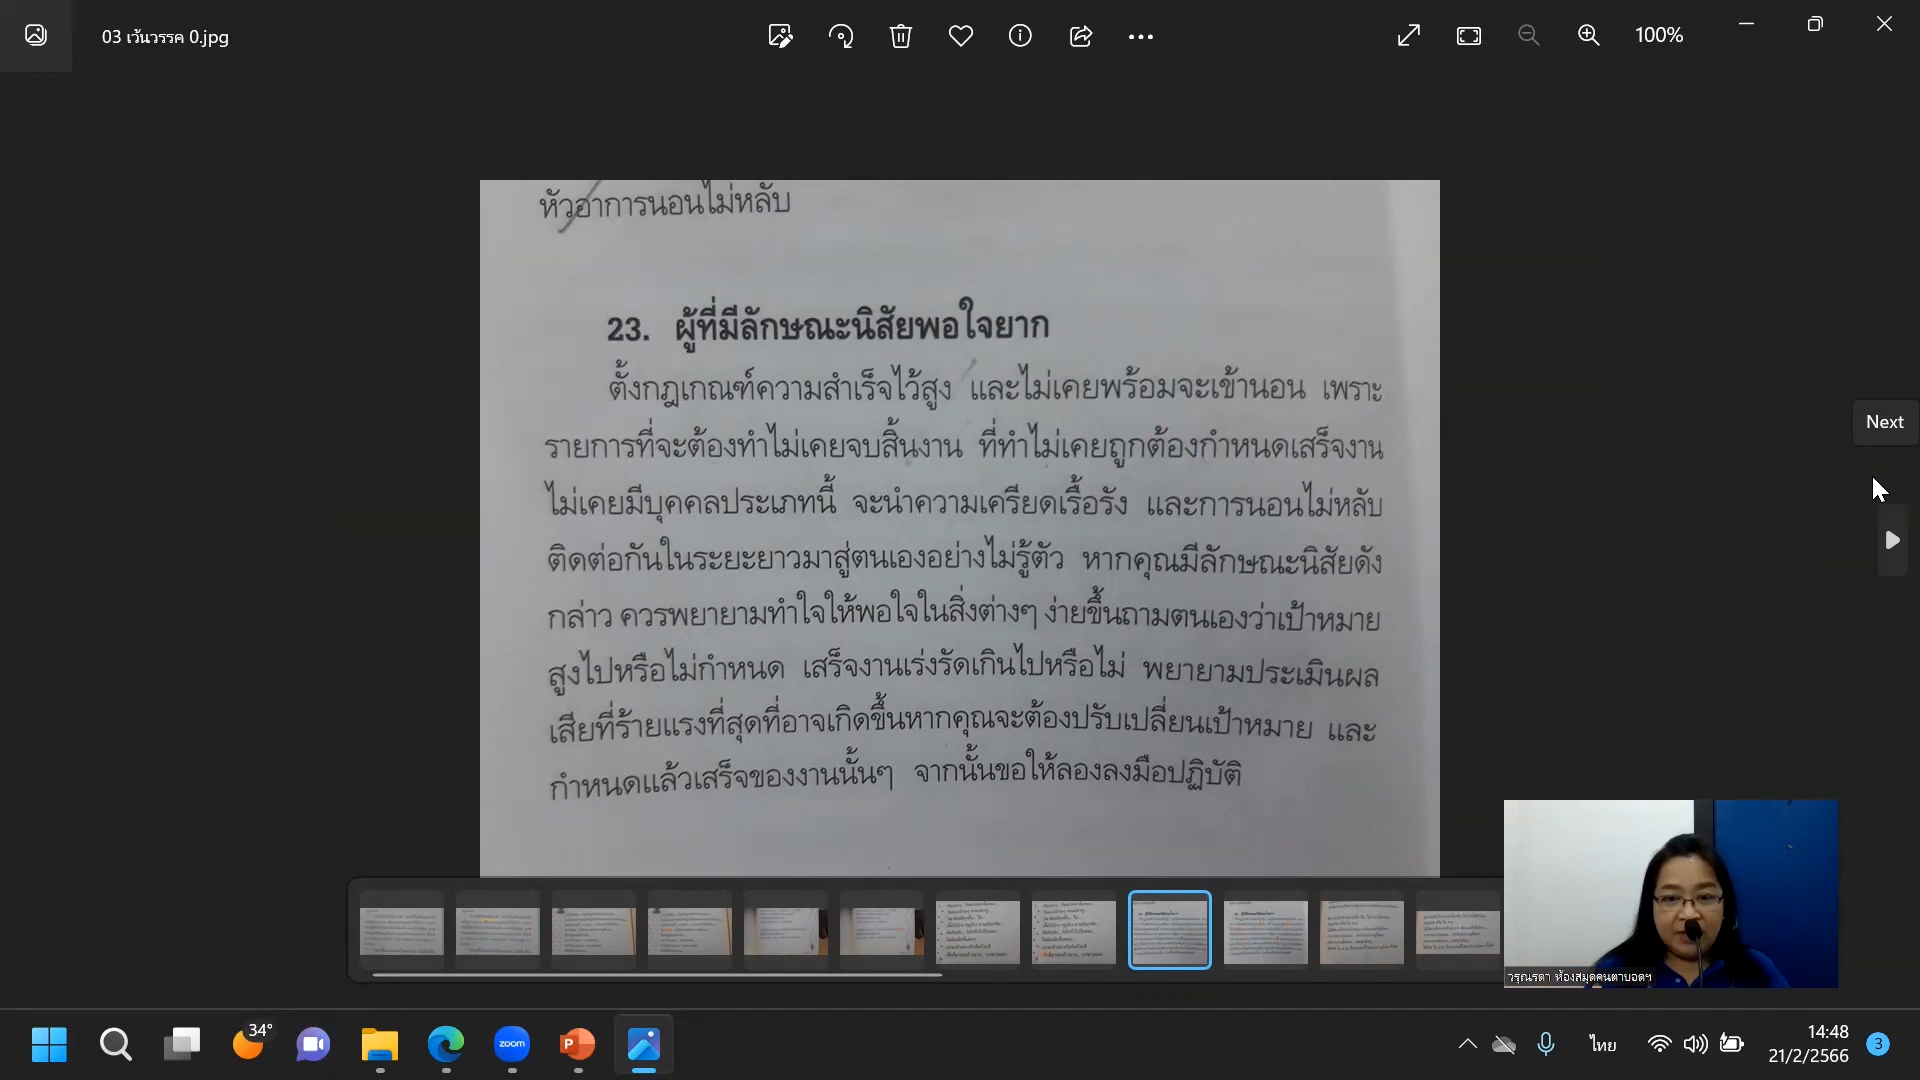 03 เว้นวรรค 0.jpg
100%
หัวอาการนอนไม่หลับ
23. ผู้ที่มีลักษณะนิสัยพอใจยาก
ตั้งกฎเกณฑ์ความสำเร็จไว้สูง และไม่เคยพร้อมจะเข้านอน เพราะ
รายการที่จะต้องทำไม่เคยจบสิ้นงาน ที่ทำไม่เคยถูกต้องกำหนดเสร็จงาน
ไม่เคยมีบุคคลประเภทนี้ จะนำความเครียดเรื้อรัง และการนอนไม่หลับ
ติดต่อกันในระยะยาวมาสู่ตนเองอย่างไม่รู้ตัว หากคุณมีลักษณะนิสัยดัง
กล่าว ควรพยายามทำใจให้พอใจในสิ่งต่างๆ ง่ายขึ้นถามตนเองว่าเป้าหมาย
สูงไปหรือไม่กำหนด เสร็จงานเร่งรัดเกินไปหรือไม่ พยายามประเมินผล
เสียที่ร้ายแรงที่สุดที่อาจเกิดขึ้นหากคุณจะต้องปรับเปลี่ยนเป้าหมาย และ
กำหนดแล้วเสร็จของงานนั้นๆ จากนั้นขอให้ลองลงมือปฏิบัติ
Next
วรุณรดา ห้องสมุดคนตาบอดฯ
34°
zoom
P
ไทย
14:48
21/2/2566
3